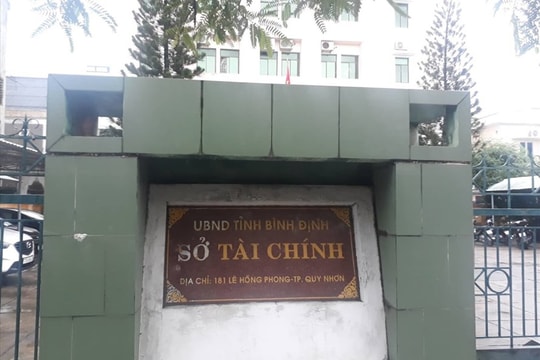 UBND TỈNH BÌNH ĐỊNH
SỞ TÀI CHÍNH
ĐỊA CHỈ: 181 LÊ HỒNG PHONG-TP. QUY NHƠN